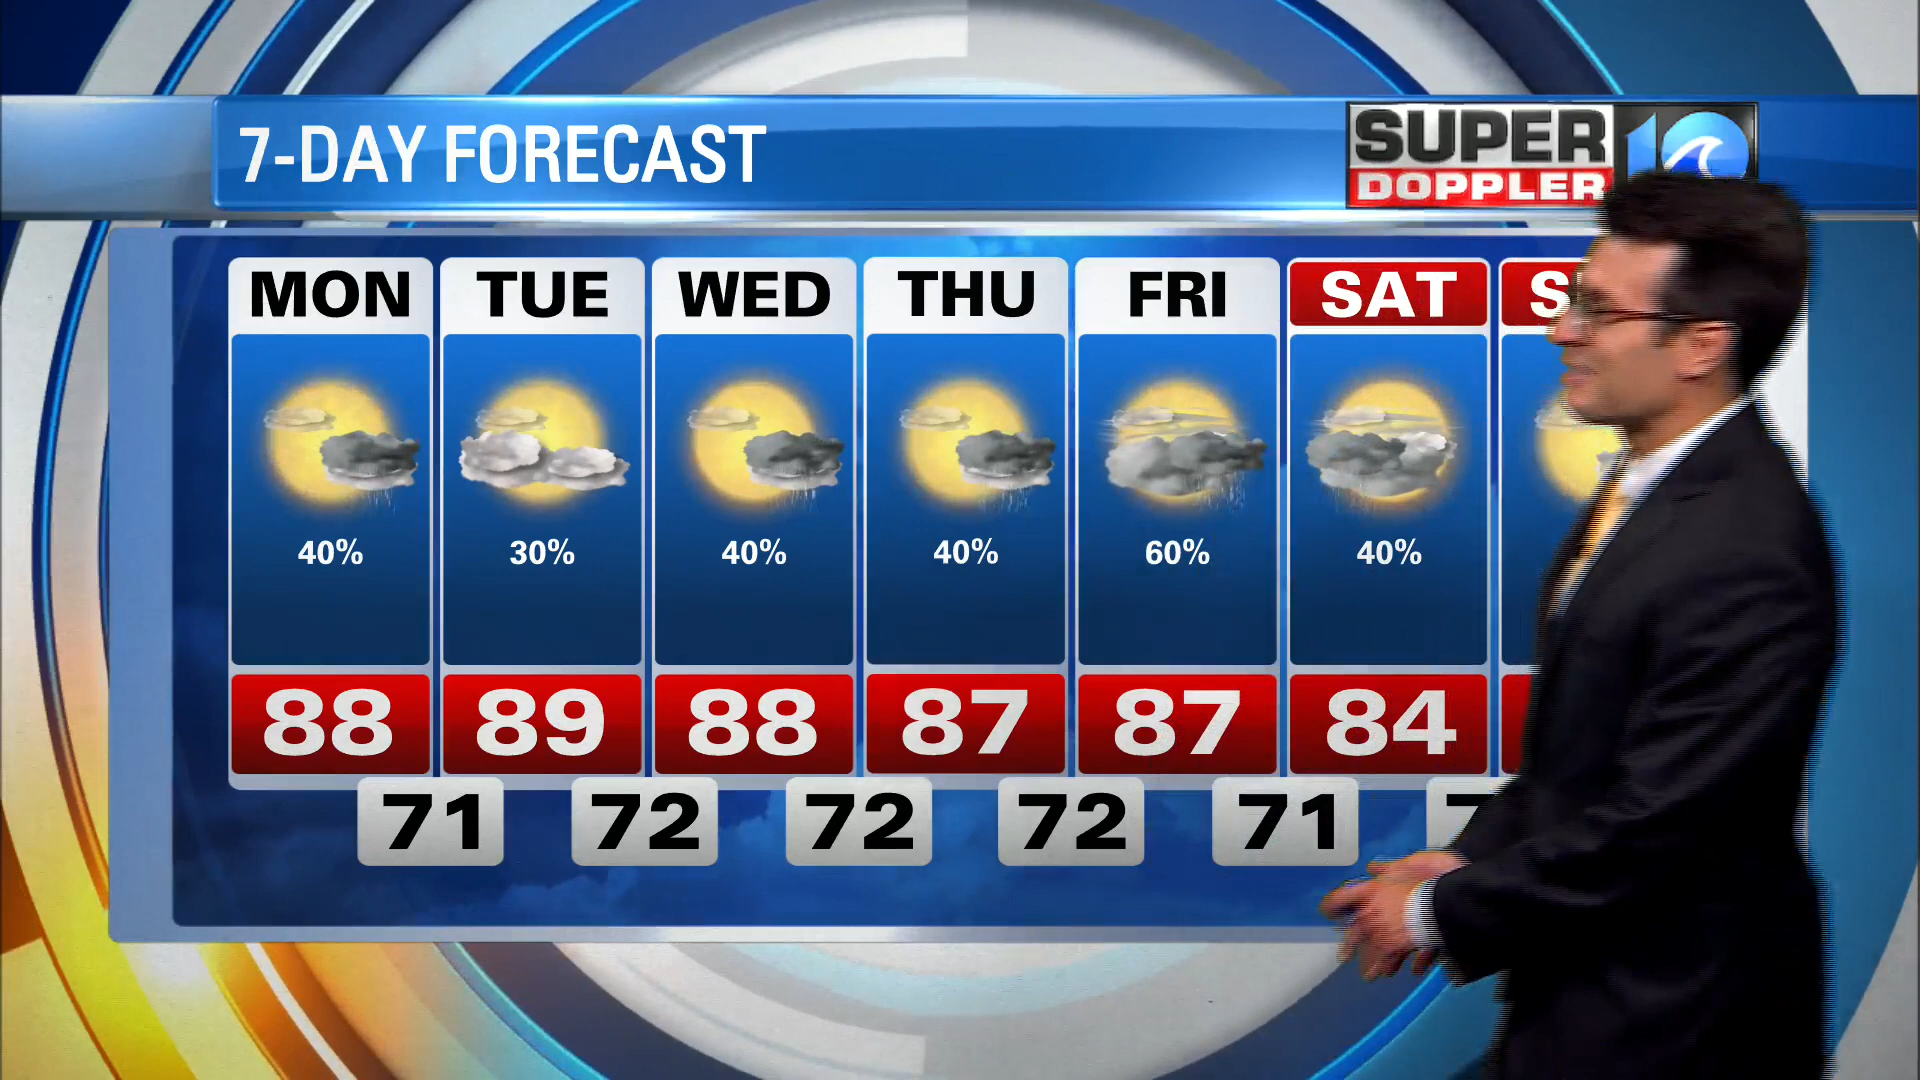 7-DAY FORECAST
SUPER 10
DOPPLER
MON TUE WED THU FRI SAT
40% 30% 40% 40% 60% 40%
88 89 88 87 87 84
71 72 72 72 71